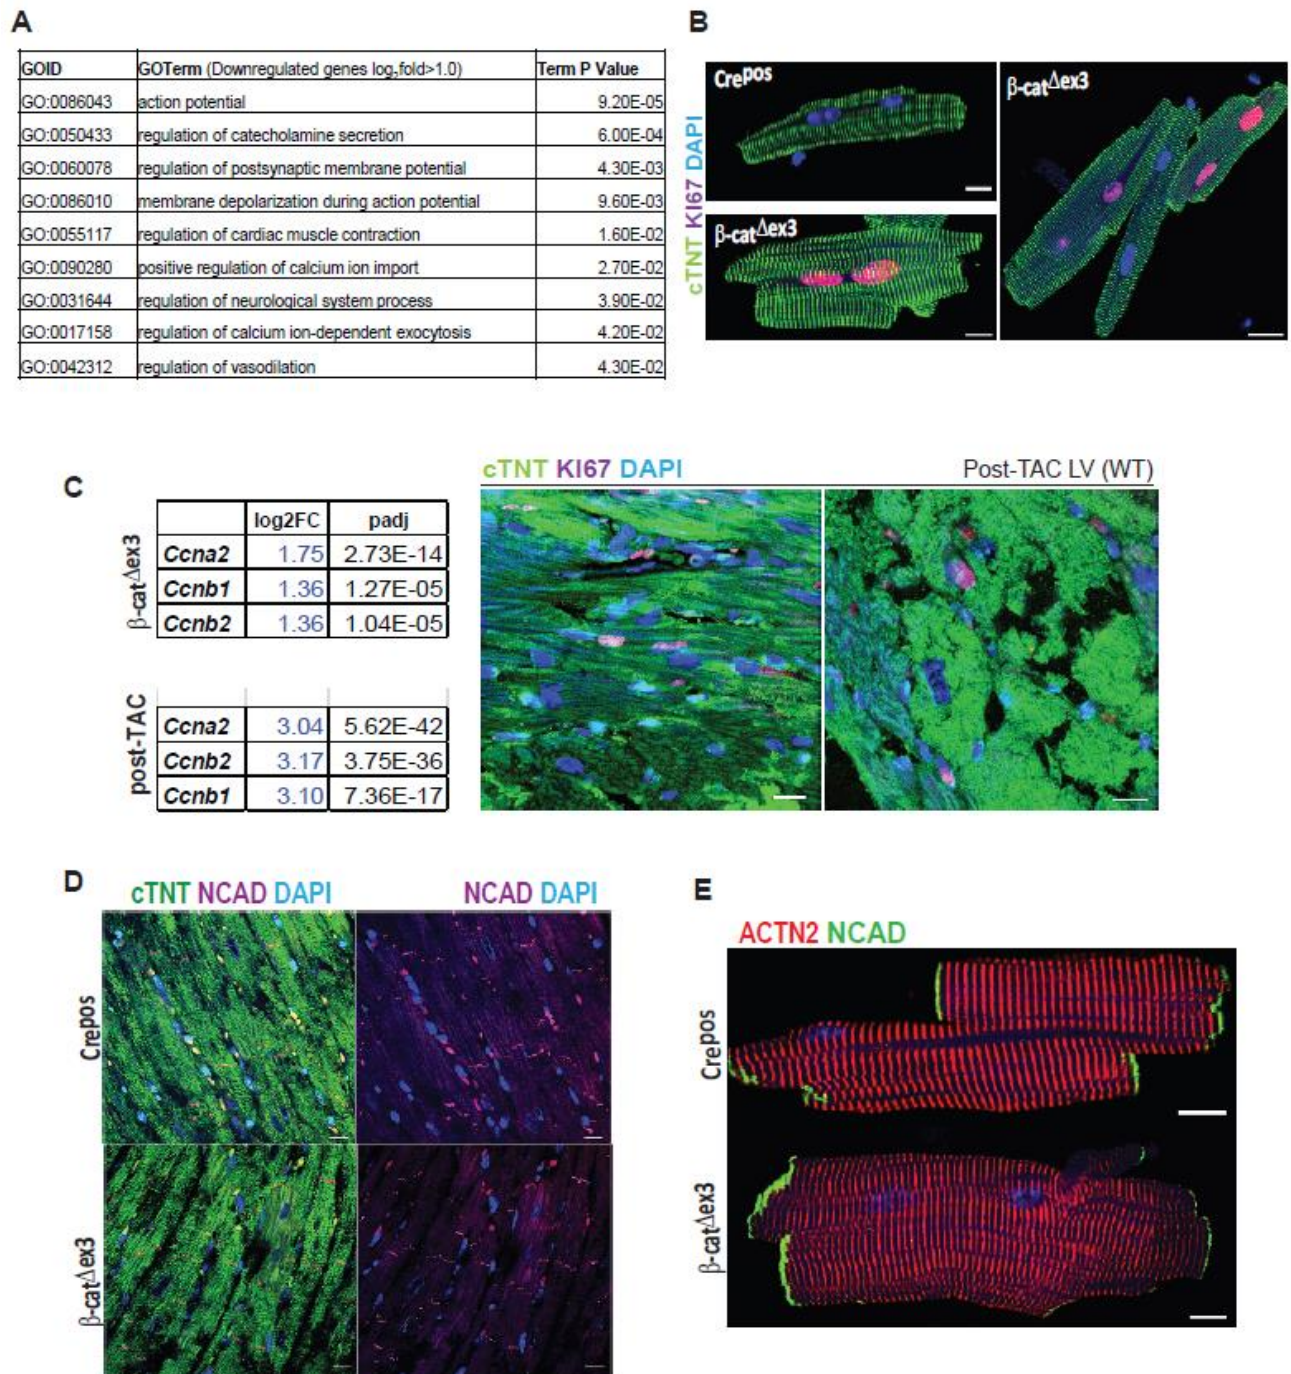 A
GOID GOTerm (Downregulated genes log2fold>1.0) Term P Value
GO:0086043 action potential 9.20E-05
GO:0050433 regulation of catecholamine secretion 6.00E-04
GO:0060078 regulation of postsynaptic membrane potential 4.30E-03
GO:0086010 membrane depolarization during action potential 9.60E-03
GO:0055117 regulation of cardiac muscle contraction 1.60E-02
GO:0090280 positive regulation of calcium ion import 2.70E-02
GO:0031644 regulation of neurological system process 3.90E-02
GO:0017158 regulation of calcium ion-dependent exocytosis 4.20E-02
GO:0042312 regulation of vasodilation 4.30E-02
B
cTNT KI67 DAPI
Crepos
β-catΔex3
β-catΔex3
C
β-catΔex3
log2FC padj
Ccna2 1.75 2.73E-14
Ccnb1 1.36 1.27E-05
Ccnb2 1.36 1.04E-05
post-TAC
Ccna2 3.04 5.62E-42
Ccnb2 3.17 3.75E-36
Ccnb1 3.10 7.36E-17
cTNT KI67 DAPI Post-TAC LV (WT)
D
cTNT NCAD DAPI NCAD DAPI
Crepos
β-catΔex3
E
ACTN2 NCAD
Crepos
β-catΔex3